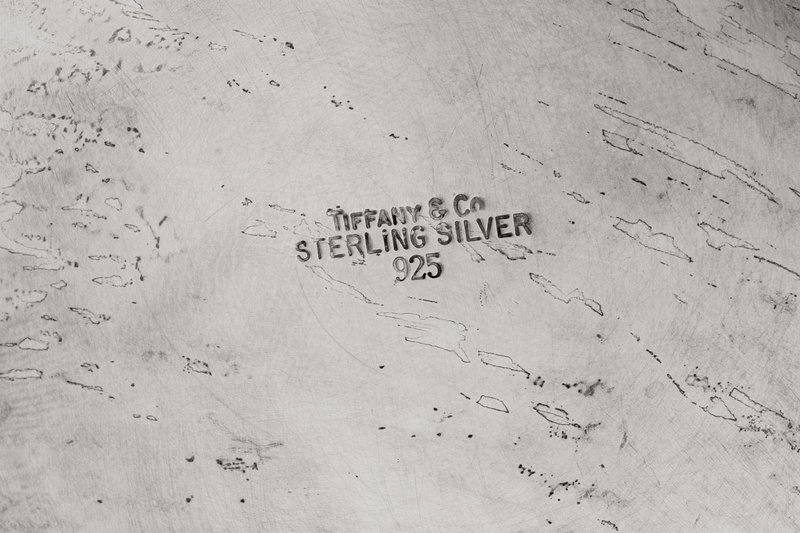 TIFFANY & Co
STERLiNG SILVER
925